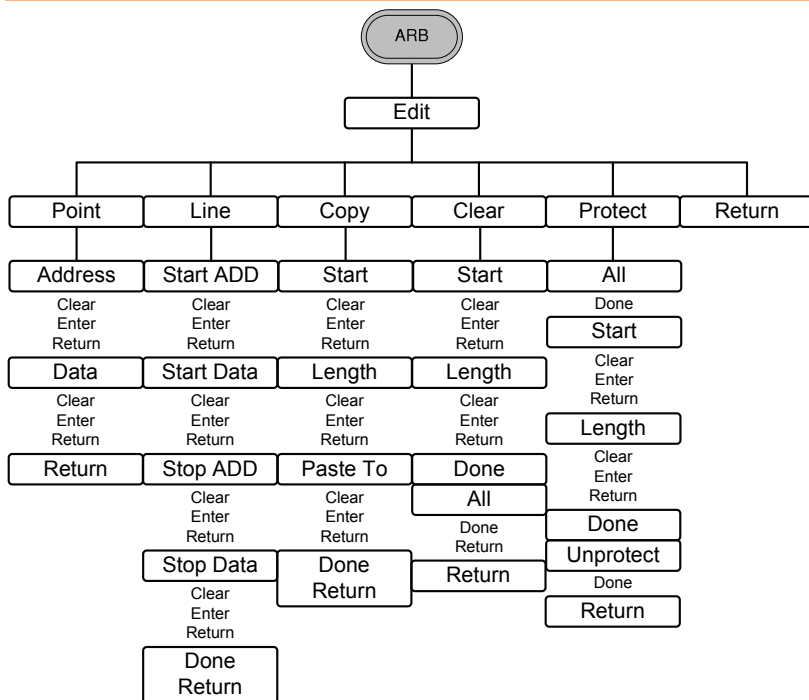 ARB
Edit
Point
Line
Copy
Clear
Protect
Return
Address
Clear
Enter
Return
Data
Clear
Enter
Return
Return
Start ADD
Clear
Enter
Return
Start Data
Clear
Enter
Return
Stop ADD
Clear
Enter
Return
Stop Data
Clear
Enter
Return
Done
Return
Start
Clear
Enter
Return
Length
Clear
Enter
Return
Paste To
Clear
Enter
Return
Done
Return
Start
Clear
Enter
Return
Length
Clear
Enter
Return
Done
All
Done
Return
Return
All
Done
Start
Clear
Enter
Return
Length
Clear
Enter
Return
Done
Unprotect
Done
Return